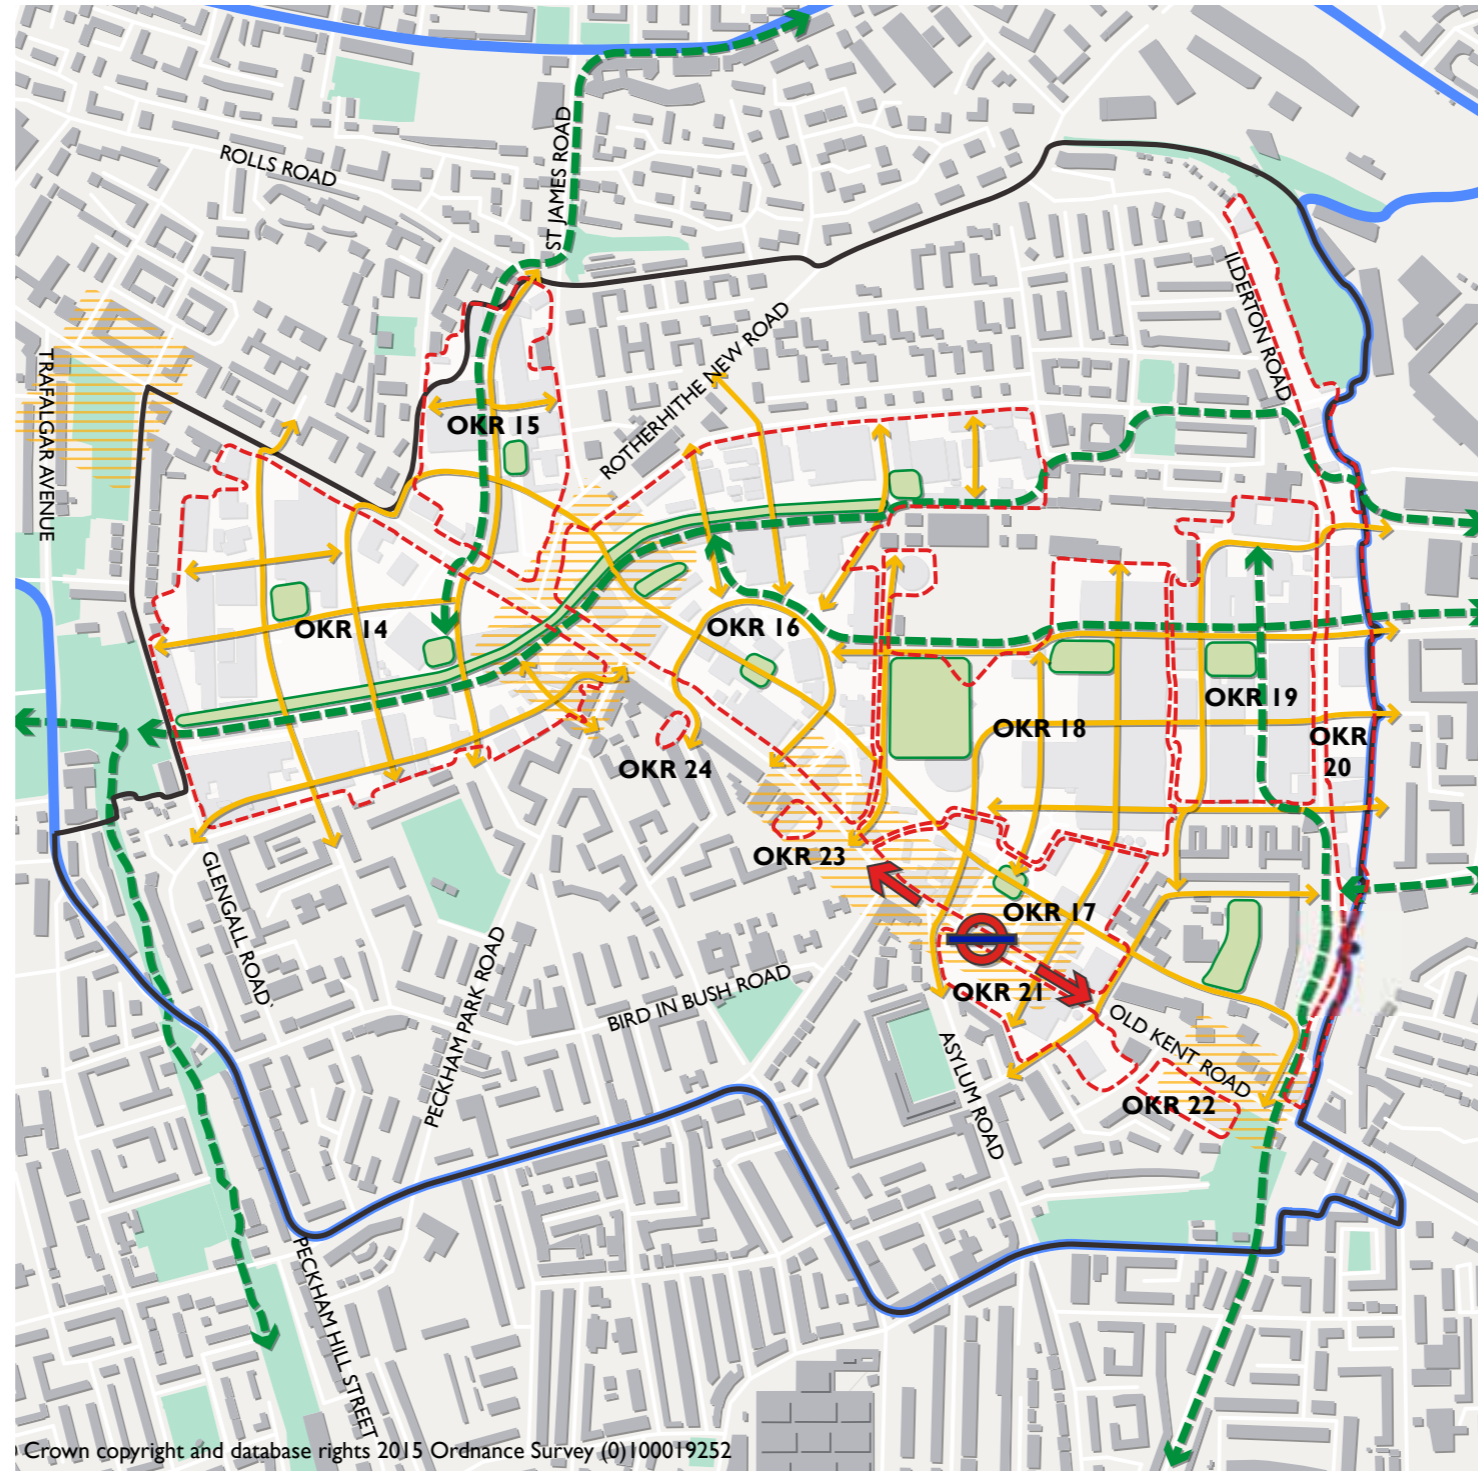 ST JAMES ROAD
ROLLS ROAD
ILDERTON ROAD
ROTHERHITHE NEW ROAD
TRAFALGAR AVENUE
OKR 15
OKR 14
OKR 16
OKR 19
OKR 18
OKR
20
OKR 24
OKR 23
GLENGALL ROAD
OKR 17
PECKHAM PARK ROAD
BIRD IN BUSH ROAD
OKR 21
OLD KENT ROAD
ASYLUM ROAD
OKR 22
PECKHAM HILL STREET
Crown copyright and database rights 2015 Ordnance Survey (0)100019252